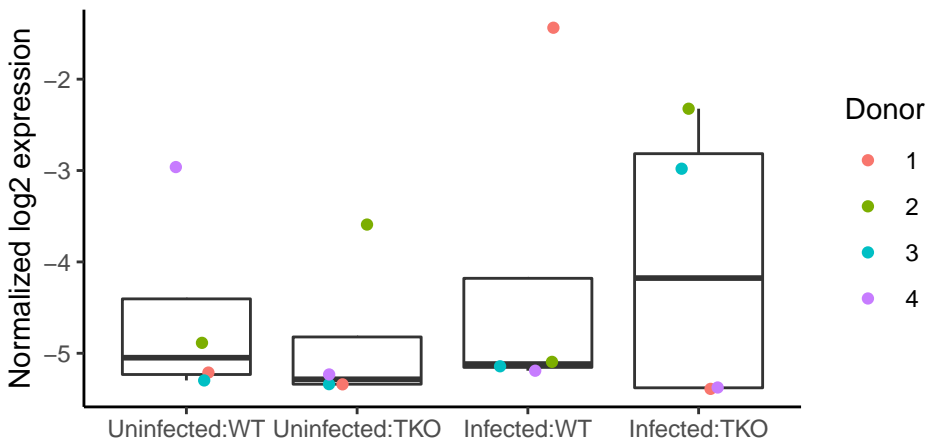 Normalized log2 expression
−2
−3
−4
−5
Uninfected:WT
Uninfected:TKO
Infected:WT
Infected:TKO
Donor
1
2
3
4